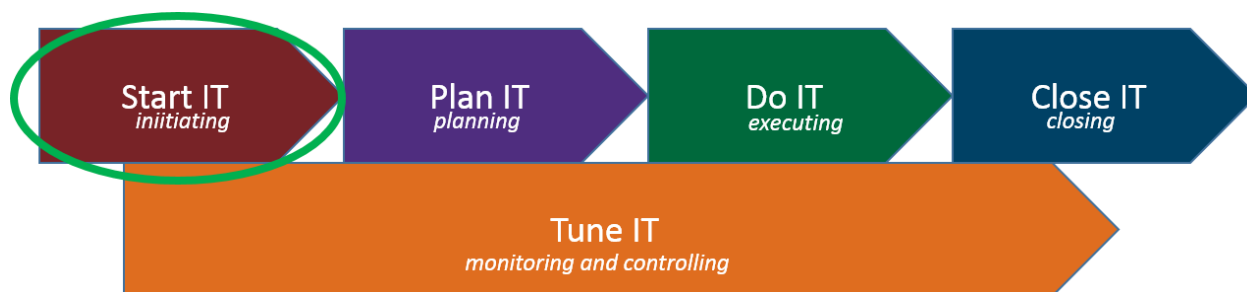 Start IT
iniitiating
Plan IT
planning
Do IT
executing
Close IT
closing
Tune IT
monitoring and controlling